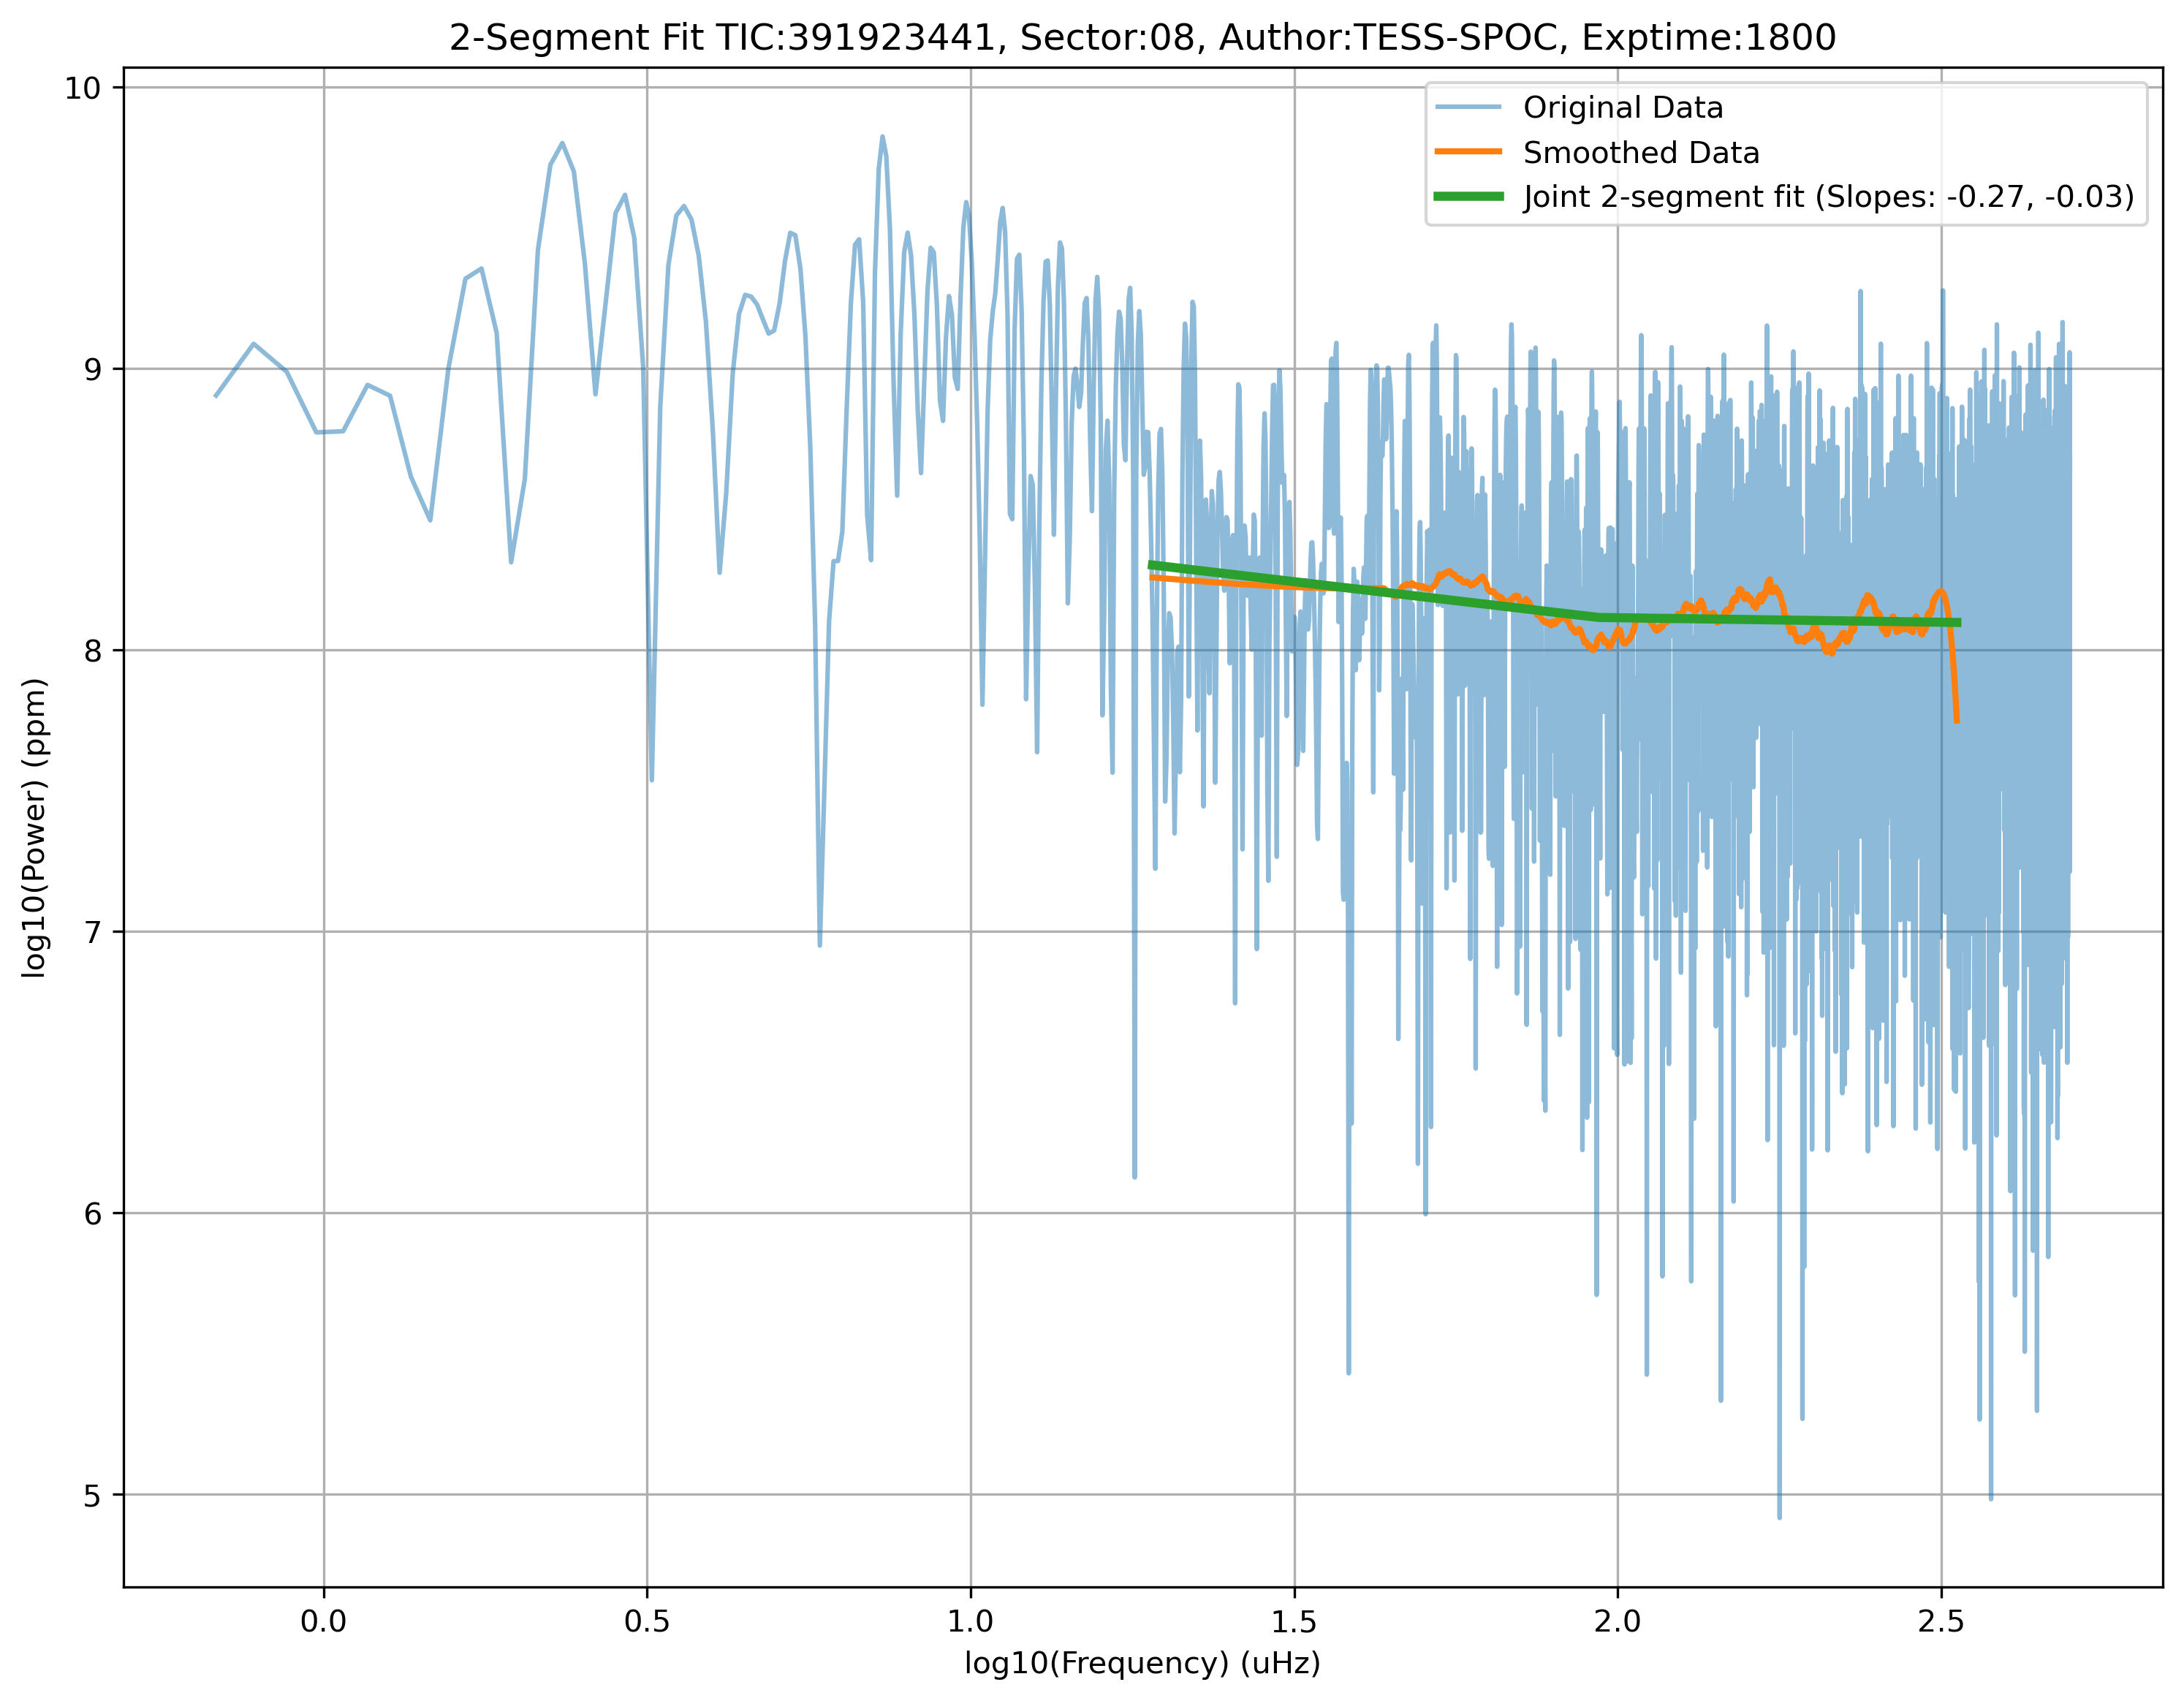 2-Segment Fit TIC:391923441, Sector:08, Author:TESS-SPOC, Exptime:1800
Original Data
Smoothed Data
Joint 2-segment fit (Slopes: -0.27, -0.03)
log10(Power) (ppm)
10
9
8
7
6
5
0.0
0.5
1.0
1.5
2.0
2.5
log10(Frequency) (uHz)